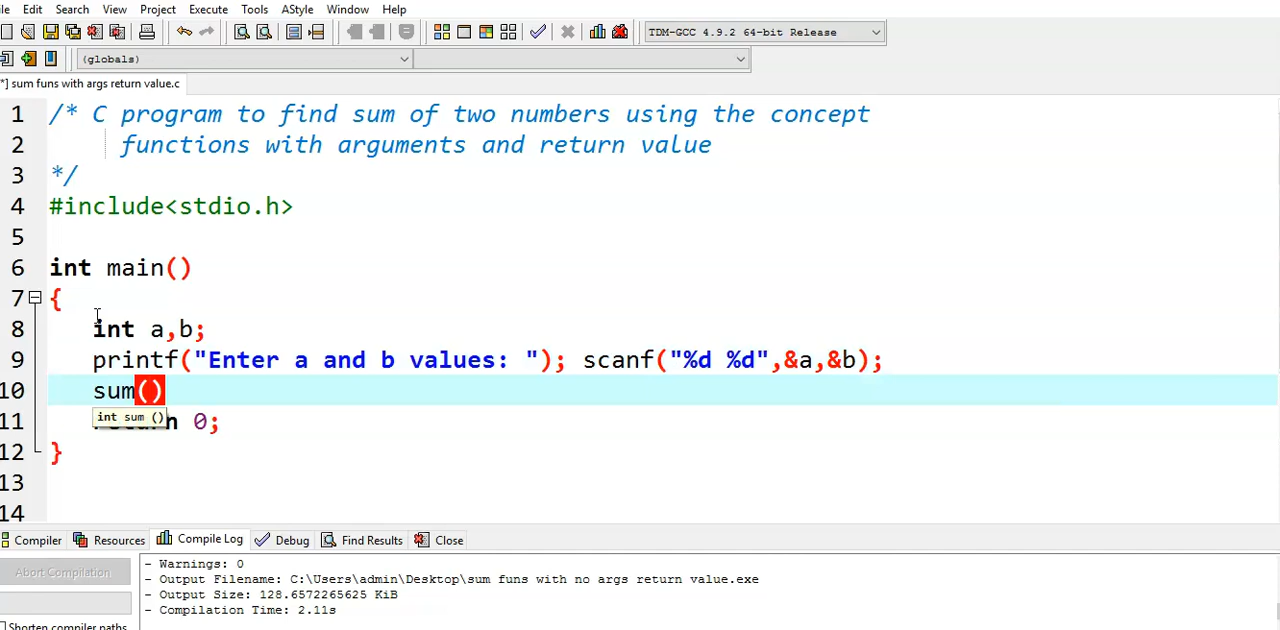 ile Edit Search View Project Execute Tools AStyle Window Help
TDM-GCC 4.9.2 64-bit Release
(globals)
*] sum funs with args return value.c
1 /* C program to find sum of two numbers using the concept
2 functions with arguments and return value
3 */
4 #include<stdio.h>
5
6 int main()
7 {
8 int a,b;
9 printf("Enter a and b values: "); scanf("%d %d",&a,&b);
10 sum()
int sum ()
11 return 0;
12 }
13
14
Compiler Resources Compile Log Debug Find Results Close
Abort Compilation
- Warnings: 0
- Output Filename: C:\Users\admin\Desktop\sum funs with no args return value.exe
- Output Size: 128.6572265625 KiB
- Compilation Time: 2.11s
Shorten compiler paths